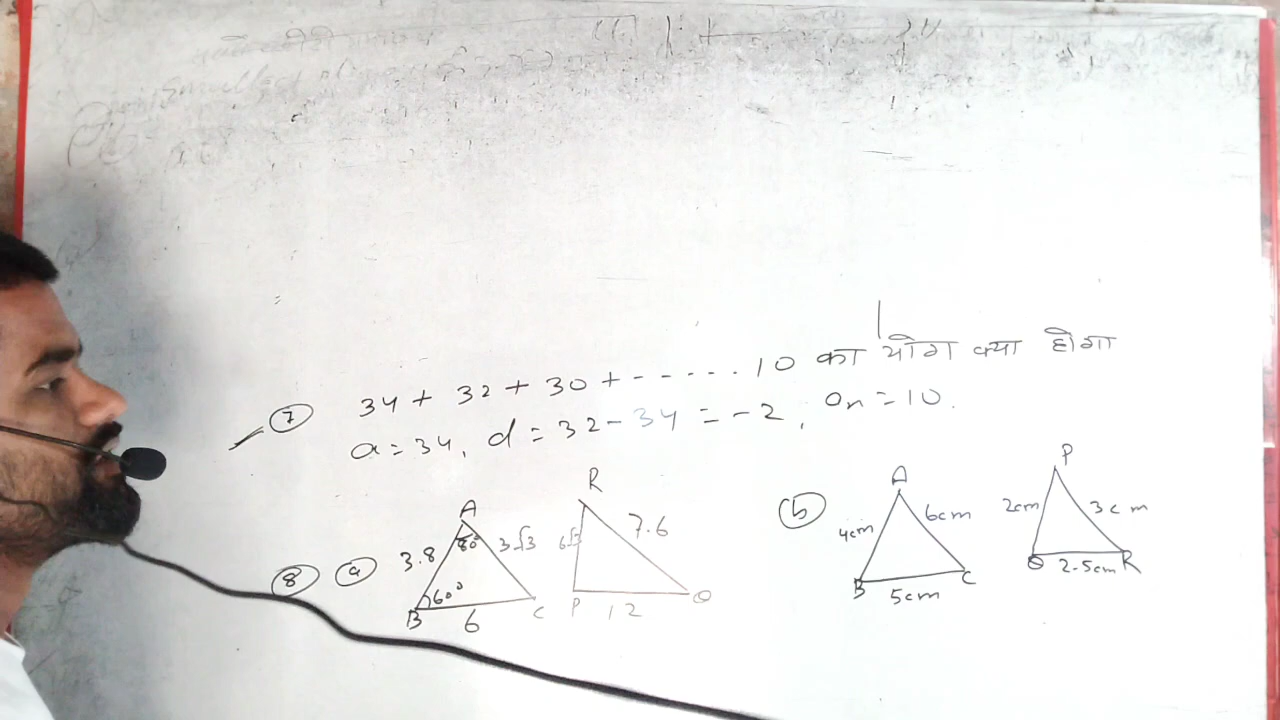 7 34 + 32 + 30 + - - - - - . 10 का योग क्या होगा
a = 34, d = 32 - 34 = -2, an = 10.
8 a
A
3.8 80° 3√3
60°
B 6 C
R
6√3 7.6
P 12 Q
b
A
4cm 6cm
B 5cm C
P
2cm 3cm
Q 2.5cm R